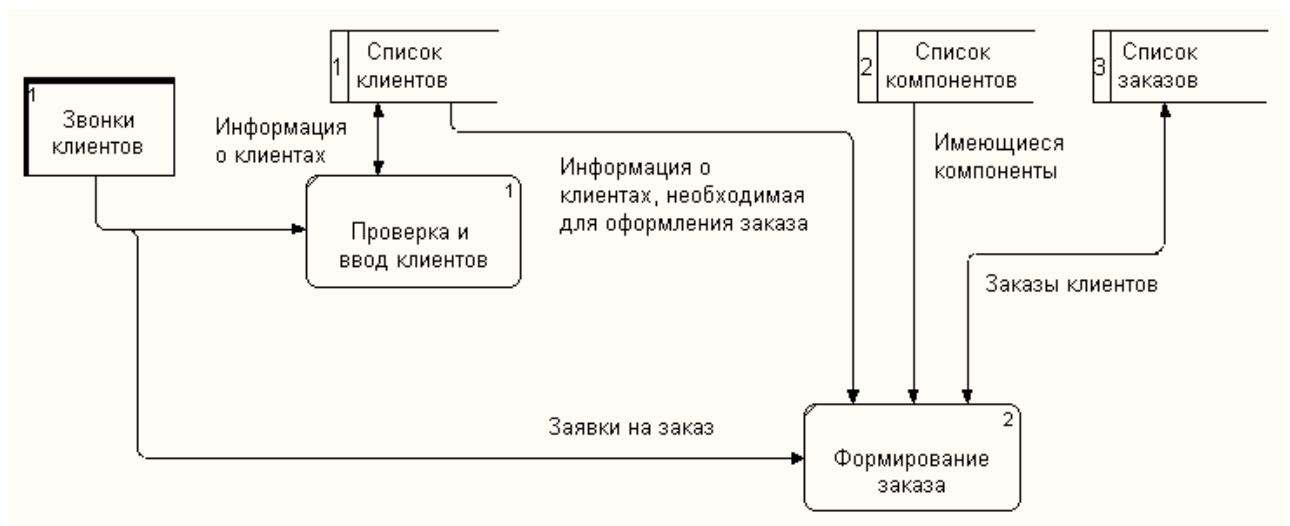 1
Звонки
клиентов
1
Список
клиентов
2
Список
компонентов
3
Список
заказов
Информация
о клиентах
Информация о
клиентах, необходимая
для оформления заказа
Имеющиеся
компоненты
1
Проверка и
ввод клиентов
Заказы клиентов
Заявки на заказ
2
Формирование
заказа